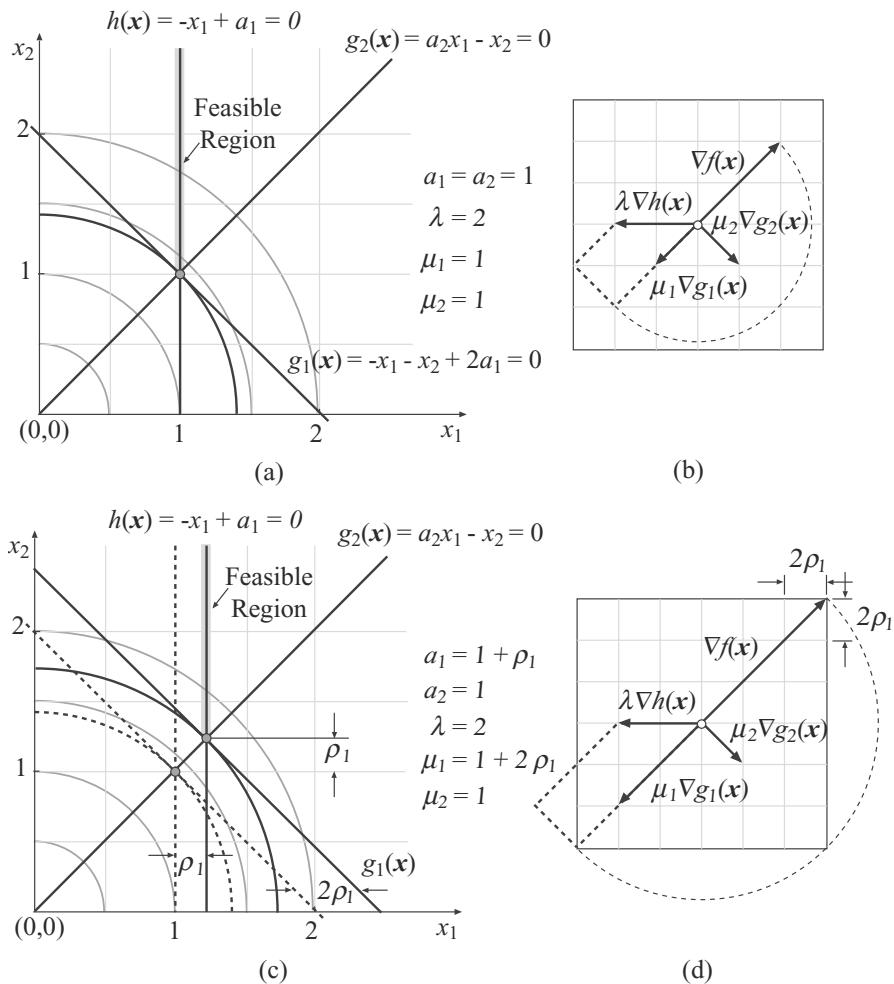 h(x) = -x₁ + a₁ = 0
x₂
g₂(x) = a₂x₁ - x₂ = 0
Feasible
Region
2
1
a₁ = a₂ = 1
λ = 2
μ₁ = 1
μ₂ = 1
g₁(x) = -x₁ - x₂ + 2a₁ = 0
(0,0)
1
2
x₁
(a)
∇f(x)
λ∇h(x)
μ₂∇g₂(x)
μ₁∇g₁(x)
(b)
h(x) = -x₁ + a₁ = 0
x₂
g₂(x) = a₂x₁ - x₂ = 0
Feasible
Region
2
1
a₁ = 1 + ρ₁
a₂ = 1
λ = 2
μ₁ = 1 + 2ρ₁
μ₂ = 1
ρ₁
ρ₁
g₁(x)
2ρ₁
(0,0)
1
2
x₁
(c)
2ρ₁
2ρ₁
∇f(x)
λ∇h(x)
μ₂∇g₂(x)
μ₁∇g₁(x)
(d)